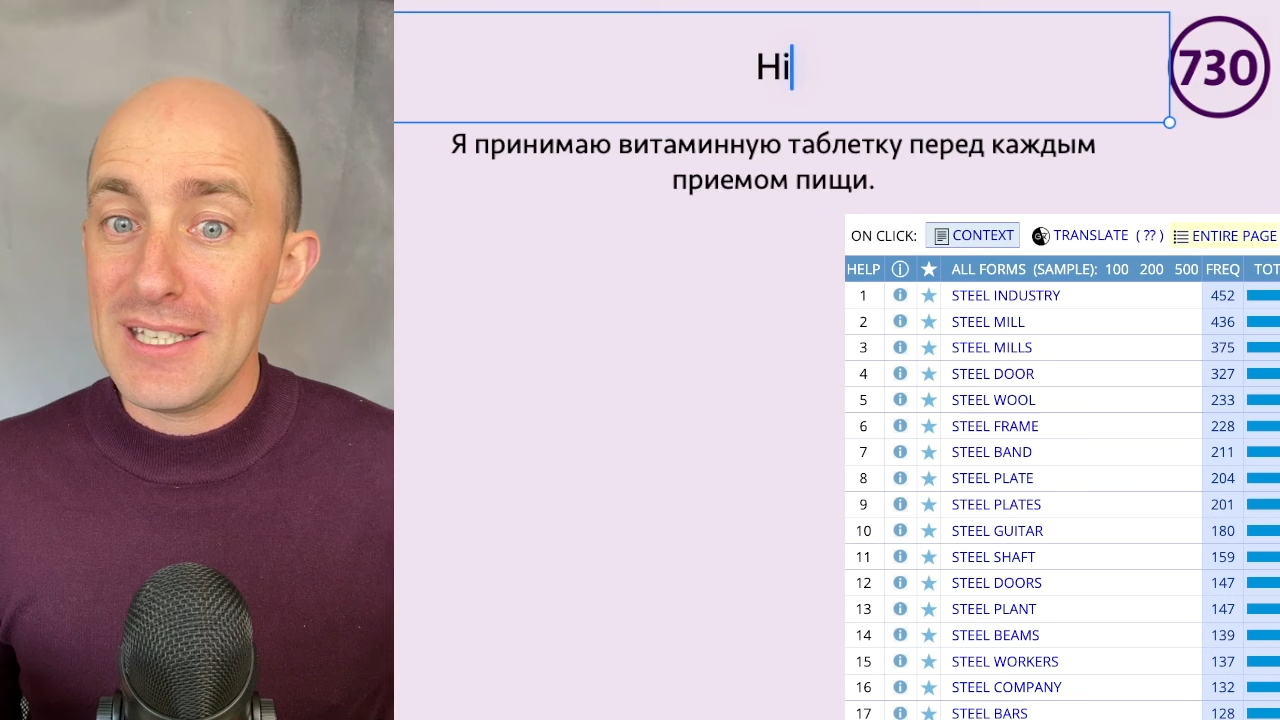 Hi
730
Я принимаю витаминную таблетку перед каждым
приемом пищи.
ON CLICK: CONTEXT TRANSLATE ( ?? ) ENTIRE PAGE
HELP ALL FORMS (SAMPLE): 100 200 500 FREQ TOT
1 STEEL INDUSTRY 452
2 STEEL MILL 436
3 STEEL MILLS 375
4 STEEL DOOR 327
5 STEEL WOOL 233
6 STEEL FRAME 228
7 STEEL BAND 211
8 STEEL PLATE 204
9 STEEL PLATES 201
10 STEEL GUITAR 180
11 STEEL SHAFT 159
12 STEEL DOORS 147
13 STEEL PLANT 147
14 STEEL BEAMS 139
15 STEEL WORKERS 137
16 STEEL COMPANY 132
17 STEEL BARS 128